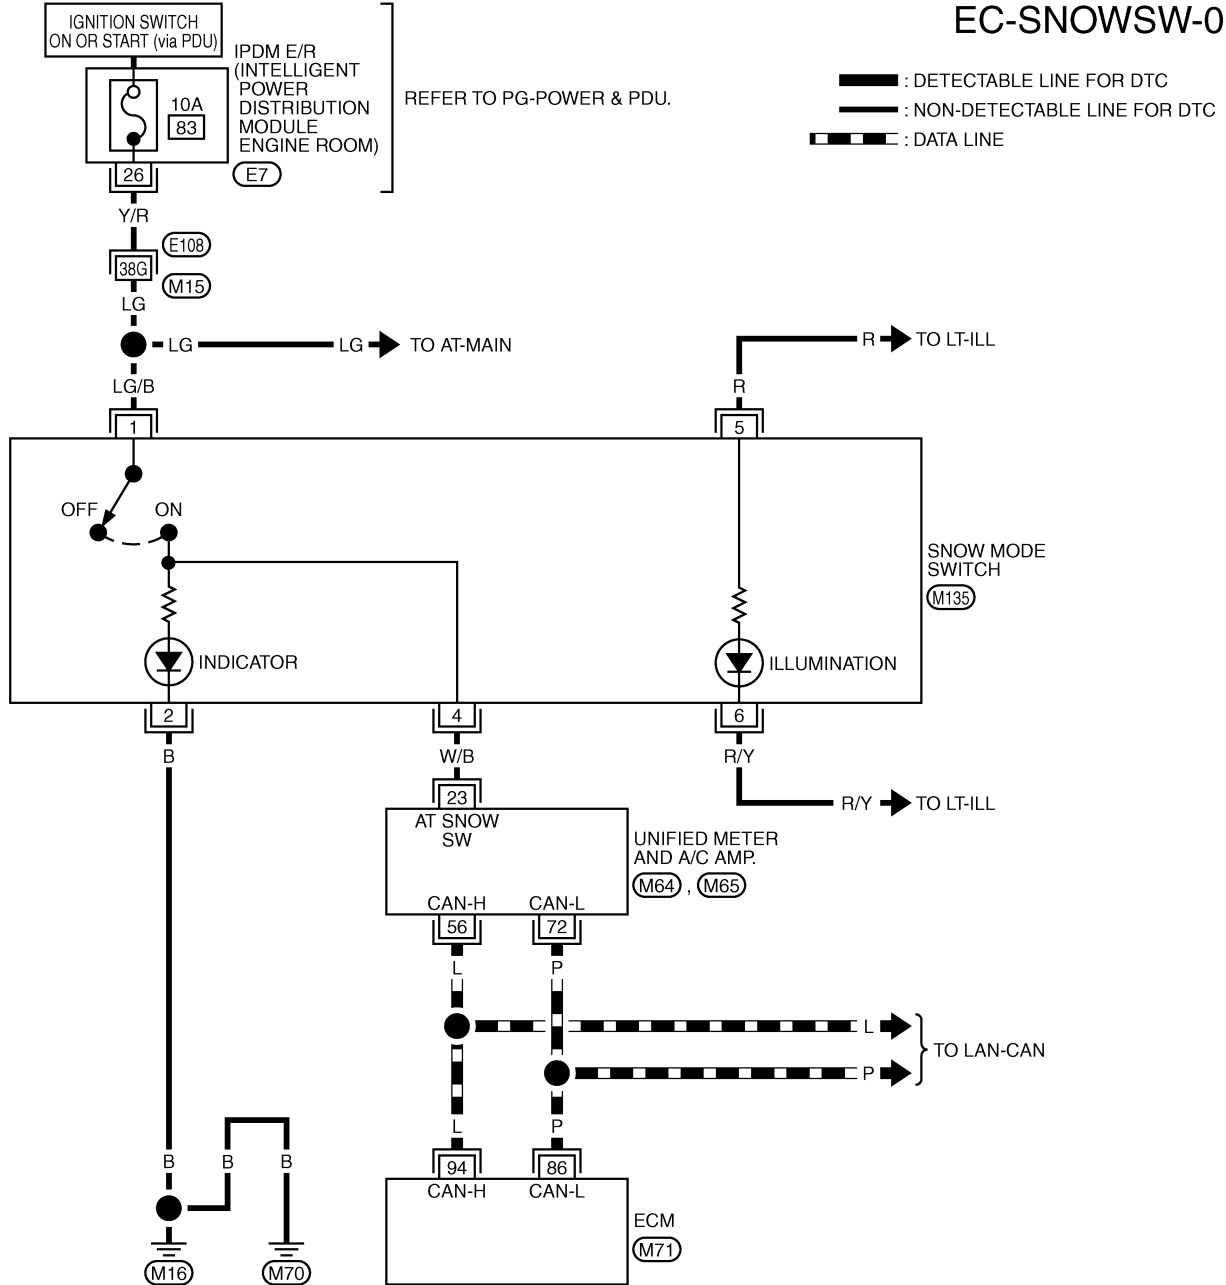 EC-SNOWSW-0
IGNITION SWITCH
ON OR START (via PDU)
10A
83
IPDM E/R
(INTELLIGENT
POWER
DISTRIBUTION
MODULE
ENGINE ROOM)
E7
REFER TO PG-POWER & PDU.
: DETECTABLE LINE FOR DTC
: NON-DETECTABLE LINE FOR DTC
: DATA LINE
26
Y/R
E108
38G
M15
LG
LG
LG
TO AT-MAIN
LG/B
1
R
TO LT-ILL
R
5
OFF
ON
SNOW MODE
SWITCH
M135
INDICATOR
ILLUMINATION
2
4
6
B
W/B
R/Y
R/Y
TO LT-ILL
23
AT SNOW
SW
UNIFIED METER
AND A/C AMP.
M64 , M65
CAN-H
CAN-L
56
72
L
P
L
P
TO LAN-CAN
L
P
B
B
B
94
86
CAN-H
CAN-L
ECM
M71
M16
M70